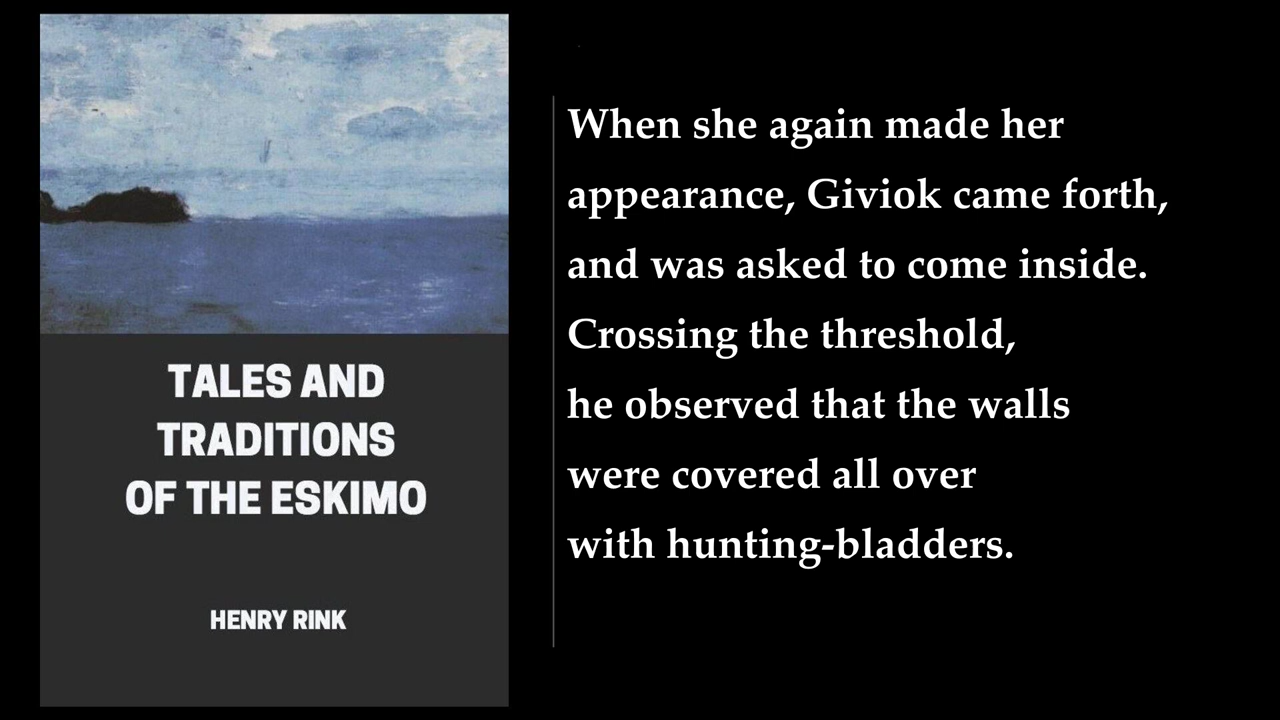 TALES AND
TRADITIONS
OF THE ESKIMO
HENRY RINK
When she again made her
appearance, Giviok came forth,
and was asked to come inside.
Crossing the threshold,
he observed that the walls
were covered all over
with hunting-bladders.